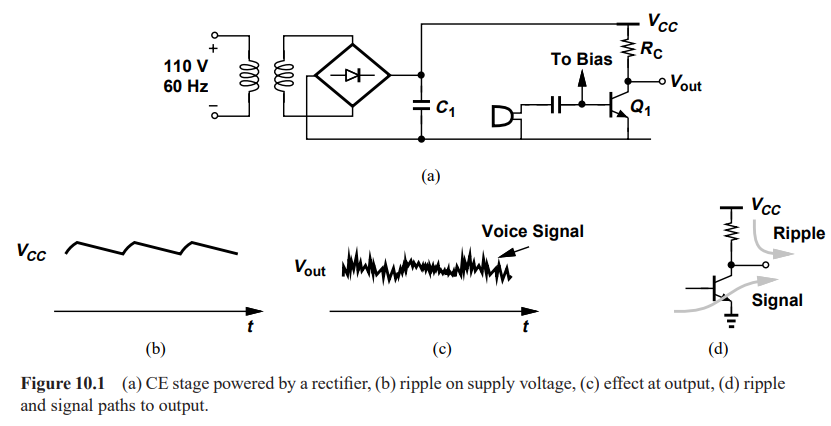 V_CC
R_C
To Bias
110 V
60 Hz
+
−
V_out
C_1
Q_1
(a)
V_CC
t
(b)
Voice Signal
V_out
t
(c)
V_CC
Ripple
Signal
(d)
Figure 10.1 (a) CE stage powered by a rectifier, (b) ripple on supply voltage, (c) effect at output, (d) ripple
and signal paths to output.